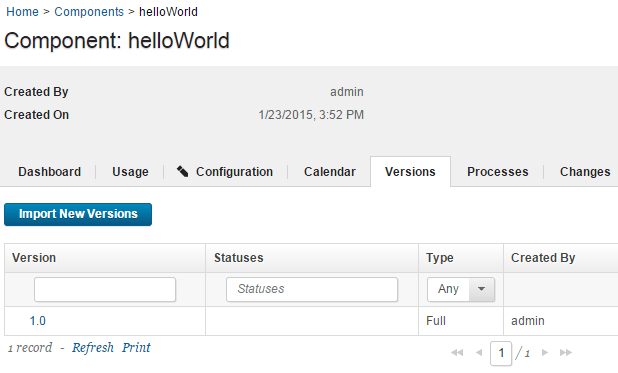 Home > Components > helloWorld
Component: helloWorld
Created By admin
Created On 1/23/2015, 3:52 PM
Dashboard Usage Configuration Calendar Versions Processes Changes
Import New Versions
Version Statuses Type Created By
Statuses Any
1.0 Full admin
1 record - Refresh Print 1 / 1